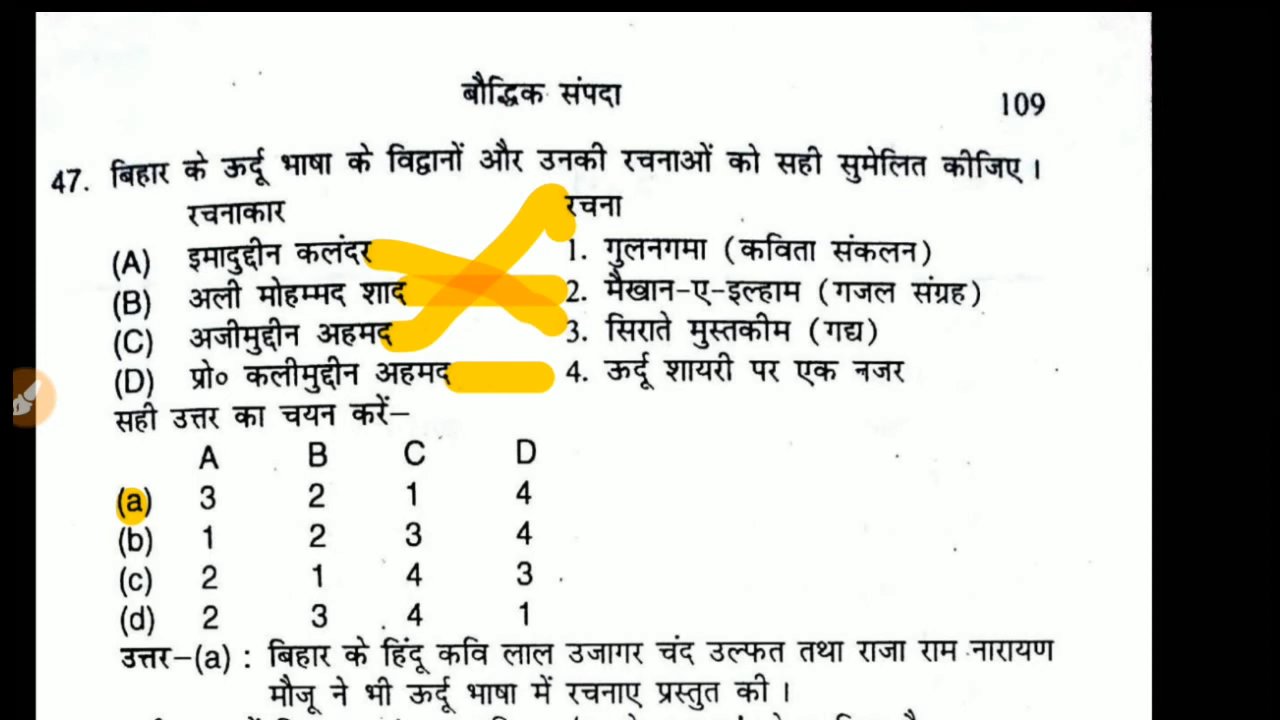 बौद्धिक संपदा 109
47. बिहार के ऊर्दू भाषा के विद्वानों और उनकी रचनाओं को सही सुमेलित कीजिए।
रचनाकार रचना
(A) इमादुद्दीन कलंदर 1. गुलनगमा (कविता संकलन)
(B) अली मोहम्मद शाद 2. मैखान-ए-इल्हाम (गजल संग्रह)
(C) अजीमुद्दीन अहमद 3. सिराते मुस्तकीम (गद्य)
(D) प्रो० कलीमुद्दीन अहमद 4. ऊर्दू शायरी पर एक नजर
सही उत्तर का चयन करें–
A B C D
(a) 3 2 1 4
(b) 1 2 3 4
(c) 2 1 4 3
(d) 2 3 4 1
उत्तर–(a) : बिहार के हिंदू कवि लाल उजागर चंद उल्फत तथा राजा राम नारायण
मौजू ने भी ऊर्दू भाषा में रचनाए प्रस्तुत की।